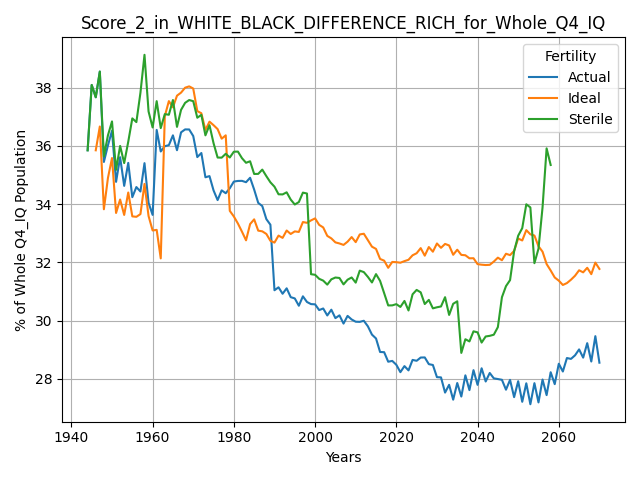 Score_2_in_WHITE_BLACK_DIFFERENCE_RICH_for_Whole_Q4_IQ
Fertility
Actual
Ideal
Sterile
% of Whole Q4_IQ Population
38
36
34
32
30
28
1940
1960
1980
2000
2020
2040
2060
Years